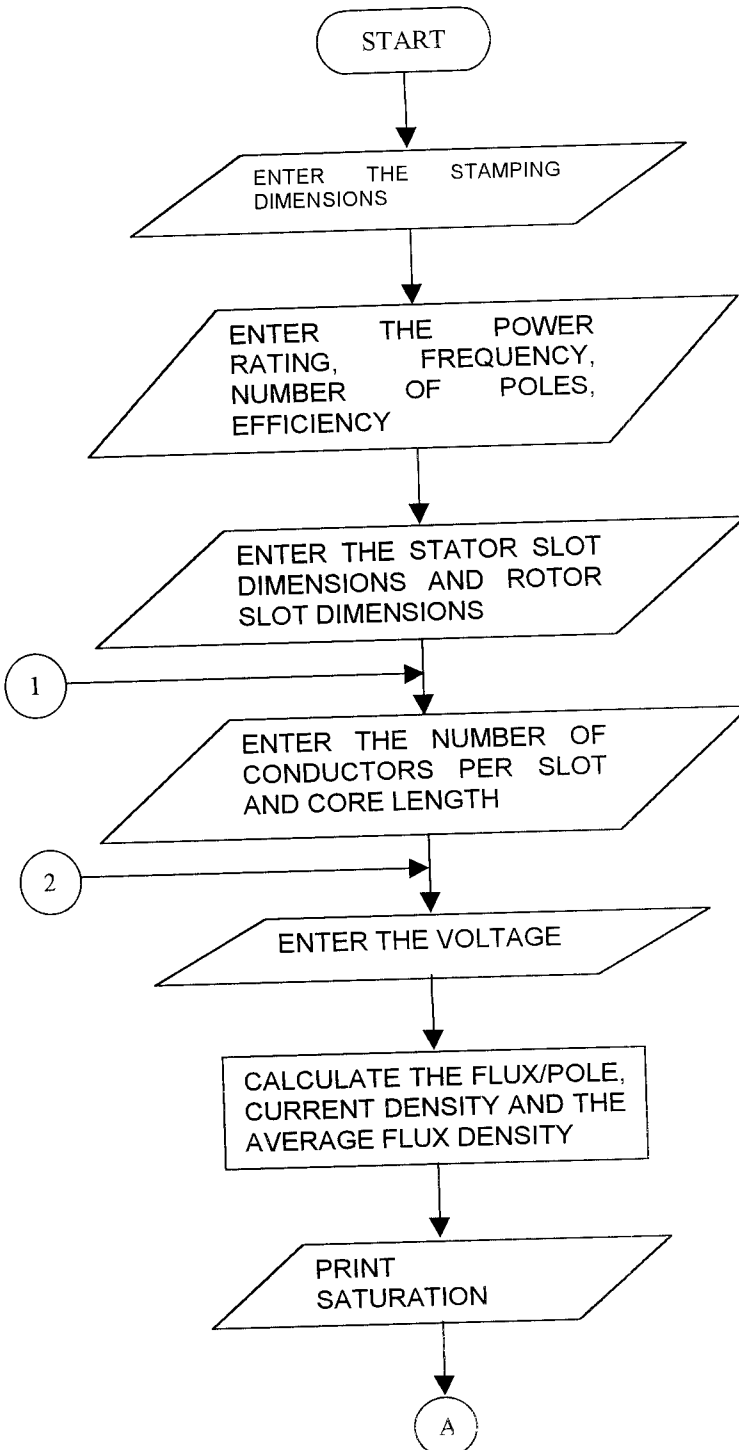 START
ENTER THE STAMPING
DIMENSIONS
ENTER THE POWER
RATING, FREQUENCY,
NUMBER OF POLES,
EFFICIENCY
ENTER THE STATOR SLOT
DIMENSIONS AND ROTOR
SLOT DIMENSIONS
1
ENTER THE NUMBER OF
CONDUCTORS PER SLOT
AND CORE LENGTH
2
ENTER THE VOLTAGE
CALCULATE THE FLUX/POLE,
CURRENT DENSITY AND THE
AVERAGE FLUX DENSITY
PRINT
SATURATION
A